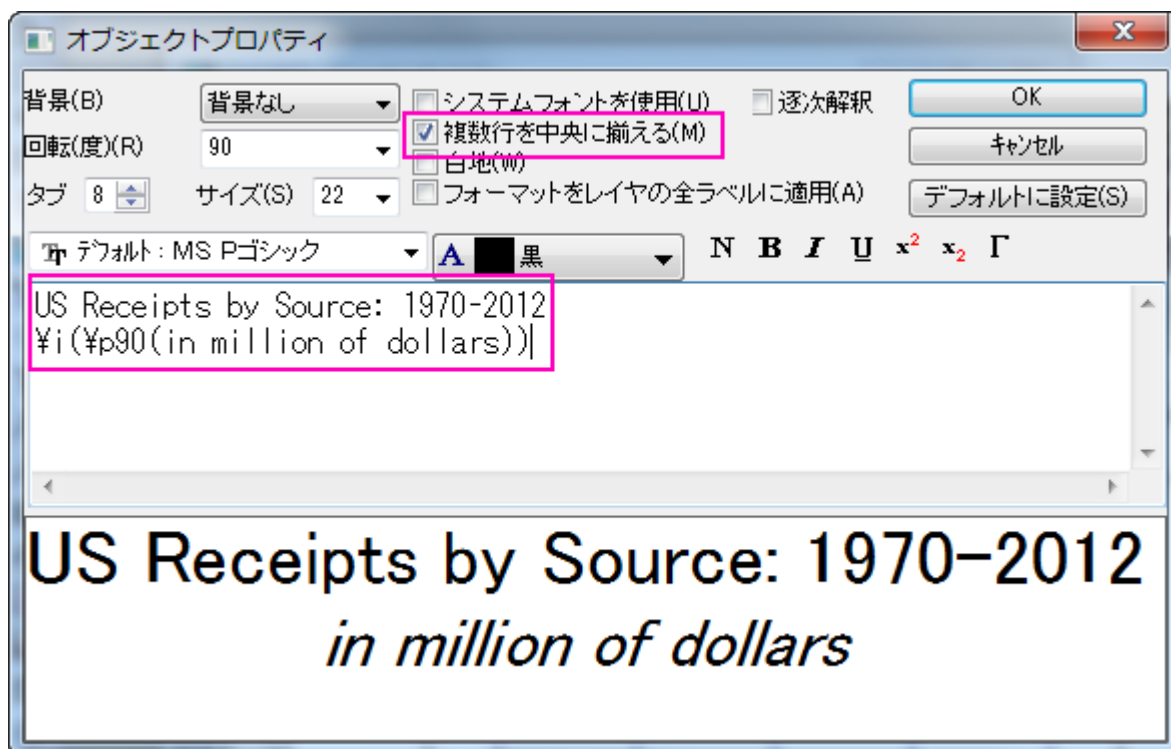 オブジェクトプロパティ
背景(B) 背景なし システムフォントを使用(U) 逐次解釈 OK
回転(度)(R) 90 複数行を中央に揃える(M) キャンセル
白地(W)
タブ 8 サイズ(S) 22 フォーマットをレイヤの全ラベルに適用(A) デフォルトに設定(S)
デフォルト：MS Pゴシック A 黒 N B I U x² x₂ Γ
US Receipts by Source: 1970-2012
¥i(¥p90(in million of dollars))
US Receipts by Source: 1970-2012
in million of dollars